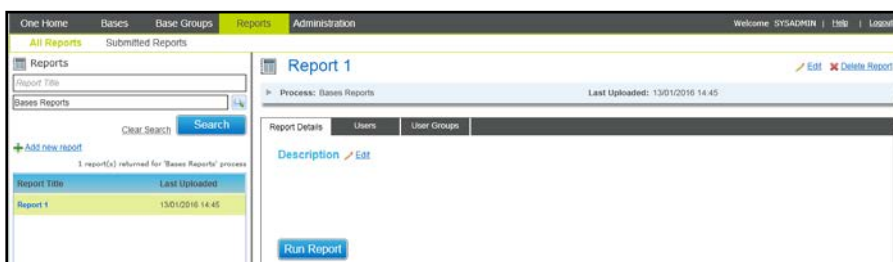 One Home Bases Base Groups Reports Administration Welcome SYSADMIN | Help | Logout
All Reports Submitted Reports
Reports
Report Title
Bases Reports
Clear Search Search
Add new report
1 report(s) returned for 'Bases Reports' process
Report Title Last Uploaded
Report 1 13/01/2016 14:45
Report 1 Edit Delete Report
Process: Bases Reports Last Uploaded: 13/01/2016 14:45
Report Details Users User Groups
Description Edit
Run Report